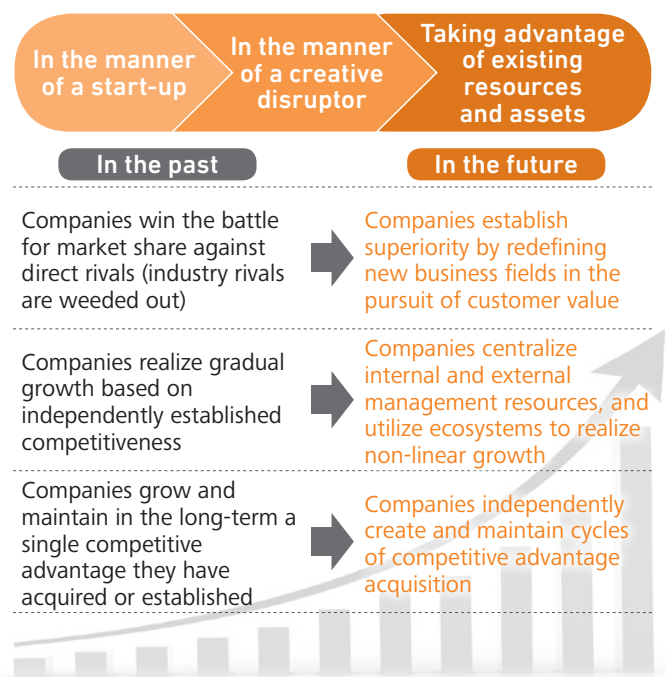 In the manner
of a start-up
In the manner
of a creative
disruptor
Taking advantage
of existing
resources
and assets
In the past
In the future
Companies win the battle
for market share against
direct rivals (industry rivals
are weeded out)
Companies establish
superiority by redefining
new business fields in the
pursuit of customer value
Companies realize gradual
growth based on
independently established
competitiveness
Companies centralize
internal and external
management resources, and
utilize ecosystems to realize
non-linear growth
Companies grow and
maintain in the long-term a
single competitive
advantage they have
acquired or established
Companies independently
create and maintain cycles
of competitive advantage
acquisition